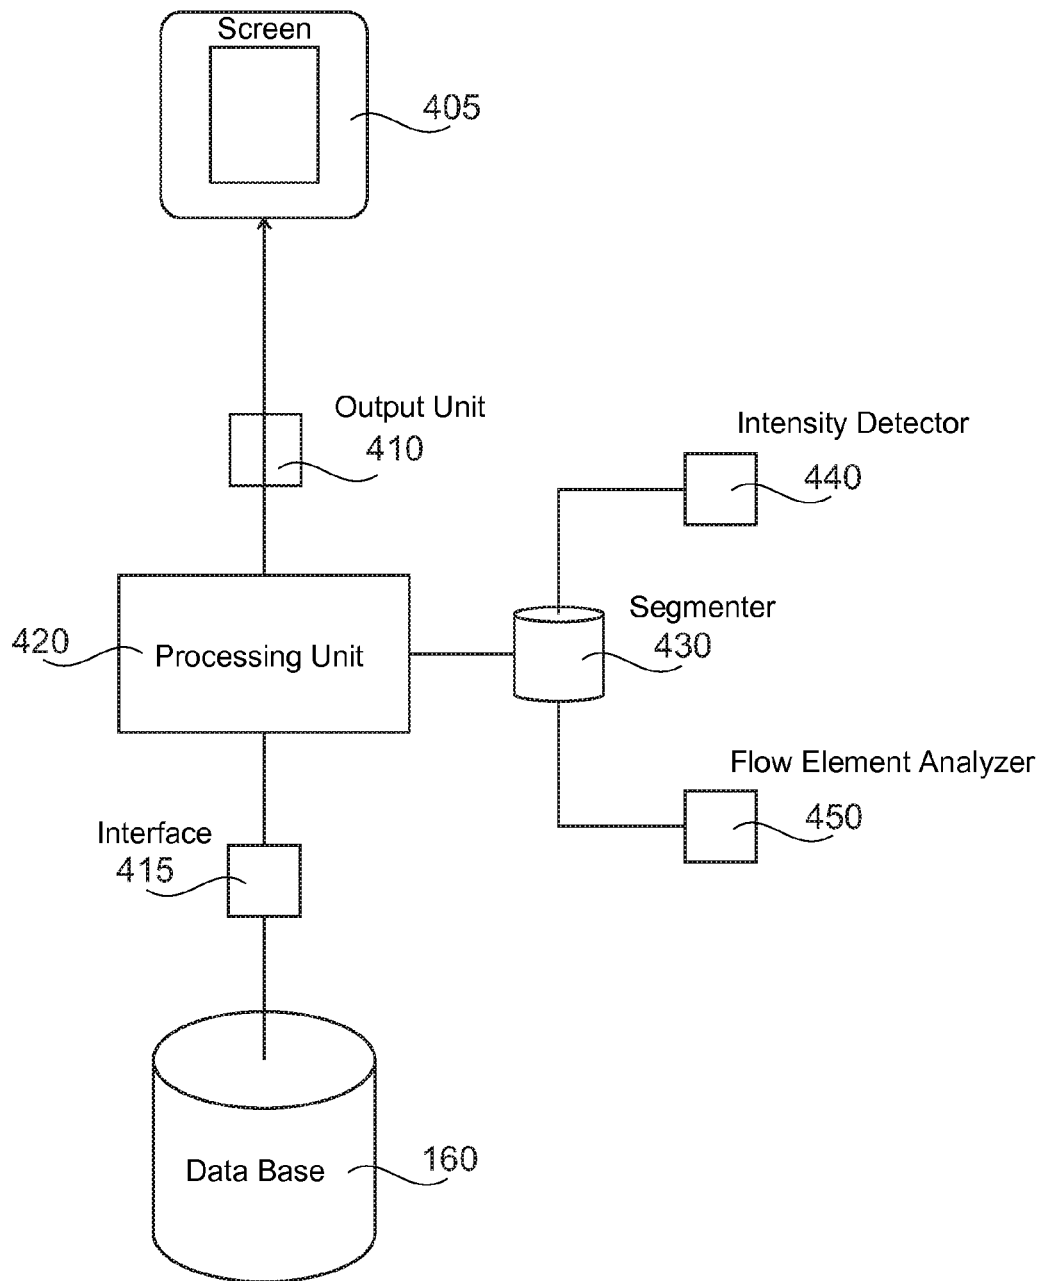 Screen
405
Output Unit
410
Intensity Detector
440
Segmenter
430
420
Processing Unit
Flow Element Analyzer
450
Interface
415
Data Base
160